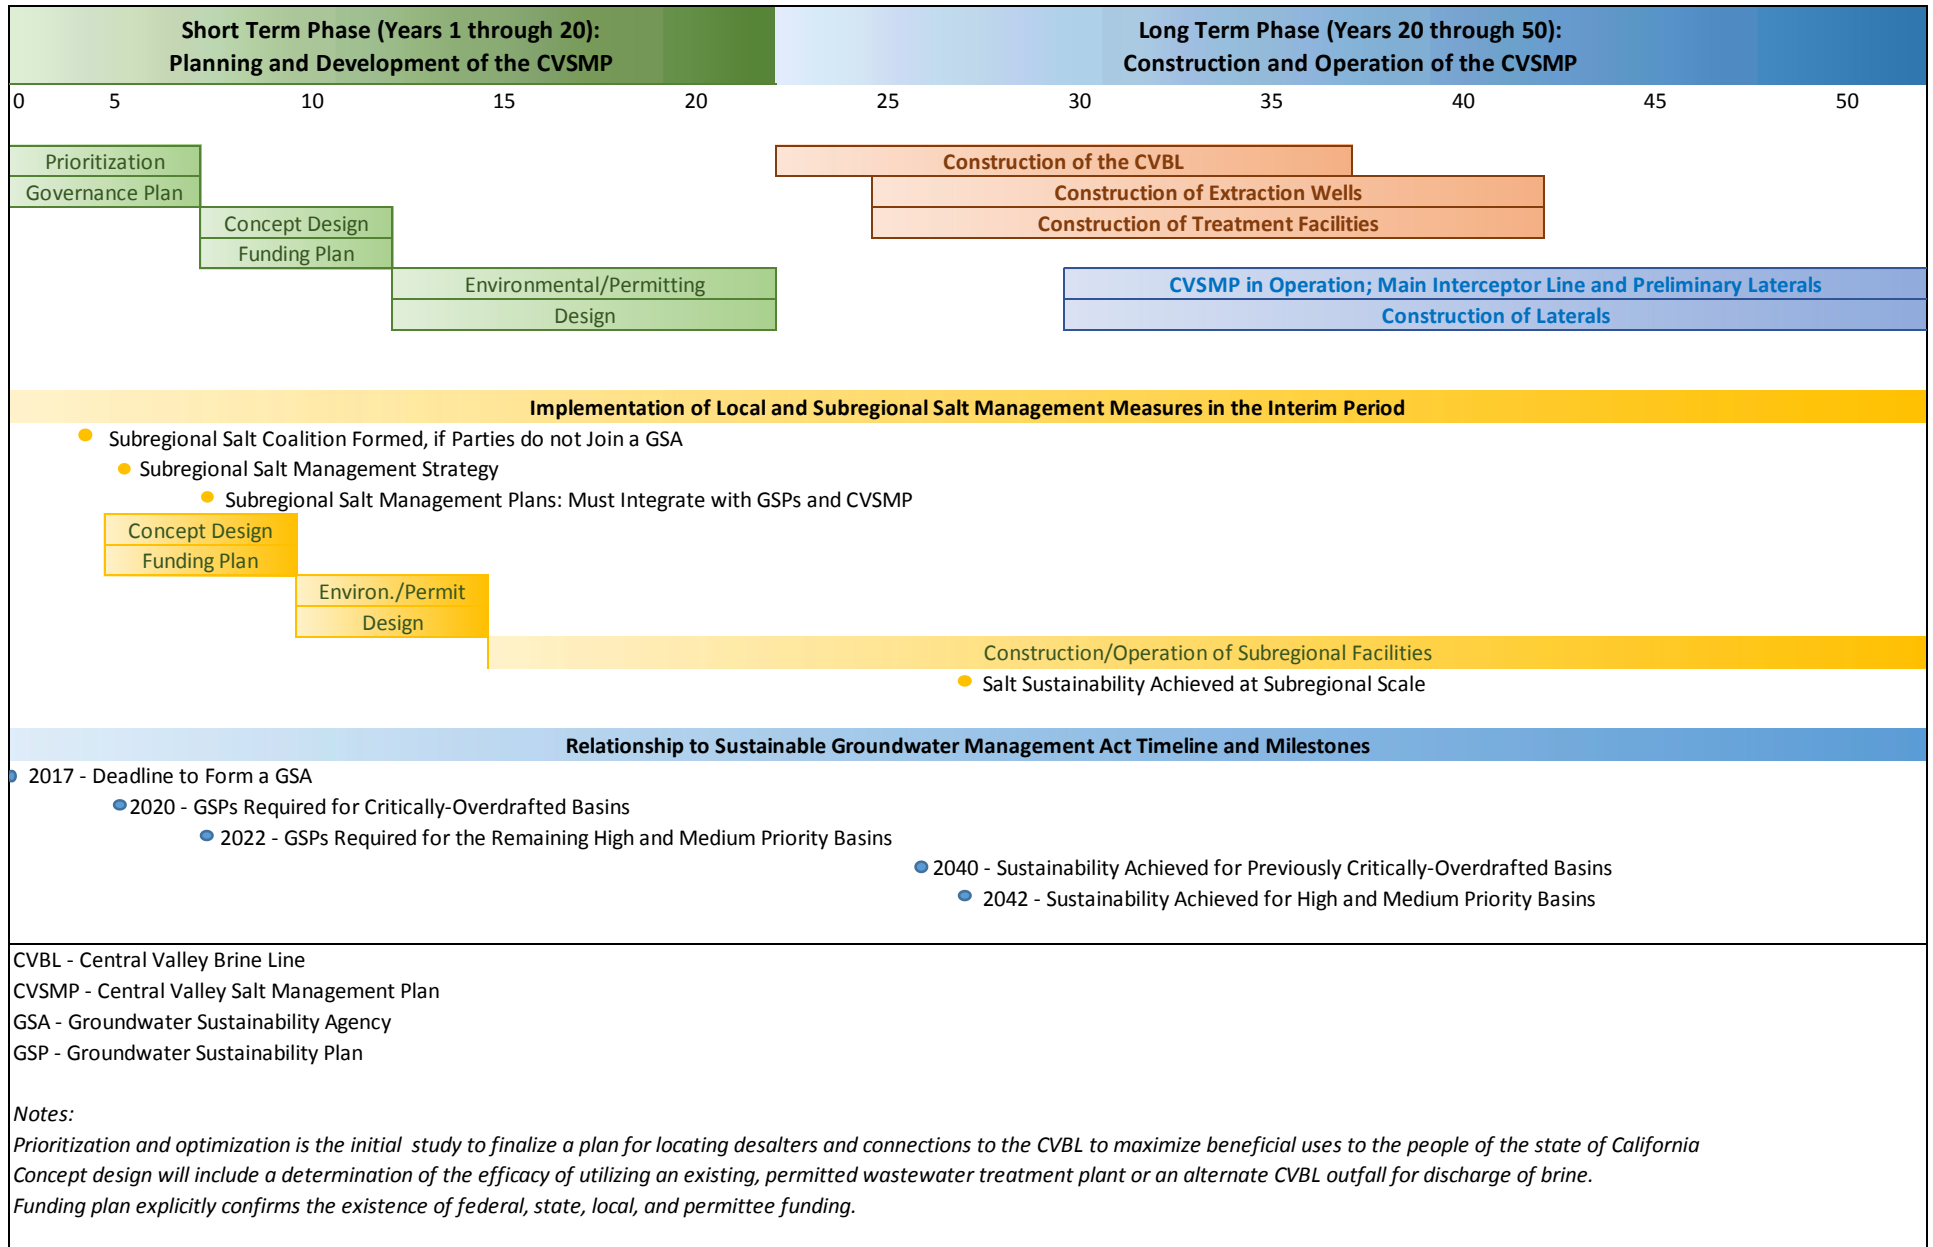 Short Term Phase (Years 1 through 20):
Planning and Development of the CVSMP
Long Term Phase (Years 20 through 50):
Construction and Operation of the CVSMP
0 5 10 15 20 25 30 35 40 45 50
Prioritization
Construction of the CVBL
Governance Plan
Construction of Extraction Wells
Concept Design
Construction of Treatment Facilities
Funding Plan
Environmental/Permitting
CVSMP in Operation; Main Interceptor Line and Preliminary Laterals
Design
Construction of Laterals
Implementation of Local and Subregional Salt Management Measures in the Interim Period
Subregional Salt Coalition Formed, if Parties do not Join a GSA
Subregional Salt Management Strategy
Subregional Salt Management Plans: Must Integrate with GSPs and CVSMP
Concept Design
Funding Plan
Environ./Permit
Design
Construction/Operation of Subregional Facilities
Salt Sustainability Achieved at Subregional Scale
Relationship to Sustainable Groundwater Management Act Timeline and Milestones
2017 - Deadline to Form a GSA
2020 - GSPs Required for Critically-Overdrafted Basins
2022 - GSPs Required for the Remaining High and Medium Priority Basins
2040 - Sustainability Achieved for Previously Critically-Overdrafted Basins
2042 - Sustainability Achieved for High and Medium Priority Basins
CVBL - Central Valley Brine Line
CVSMP - Central Valley Salt Management Plan
GSA - Groundwater Sustainability Agency
GSP - Groundwater Sustainability Plan
Notes:
Prioritization and optimization is the initial study to finalize a plan for locating desalters and connections to the CVBL to maximize beneficial uses to the people of the state of California
Concept design will include a determination of the efficacy of utilizing an existing, permitted wastewater treatment plant or an alternate CVBL outfall for discharge of brine.
Funding plan explicitly confirms the existence of federal, state, local, and permittee funding.